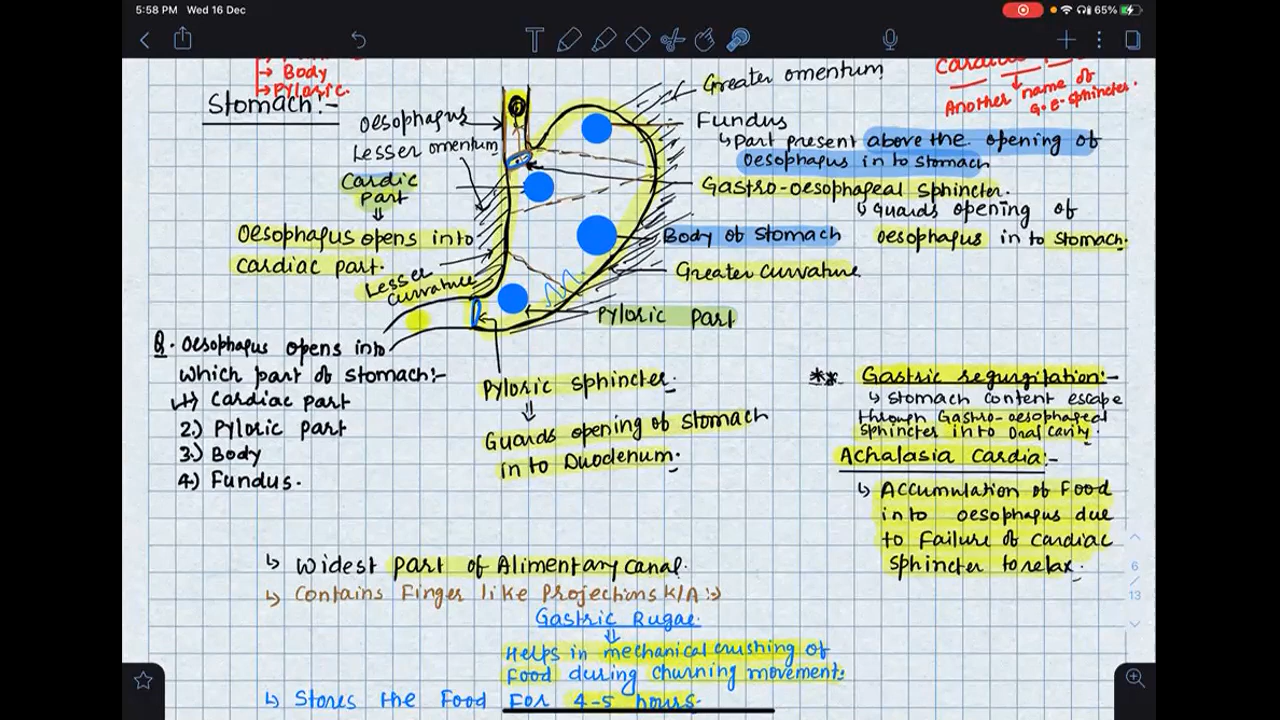 5:58 PM Wed 16 Dec
65%
→ Body
→ Pyloric.
Stomach:-
Oesophagus
Lesser omentum
Cardic
Part
⇓
Oesophagus opens into
cardiac part.
Lesser
curvature
Greater omentum
Fundus
↳ Part present above the opening of
oesophagus in to stomach
Gastro-oesophageal Sphincter.
↳ Guards opening of
oesophagus in to stomach.
Body of Stomach
Greater curvature
Pyloric Part
Another name of
G.E. sphincter.
Q. Oesophagus opens into
which part of stomach:-
1) Cardiac part
2.) Pyloric part
3.) Body
4.) Fundus.
Pyloric Sphincter
⇓
Guards opening of stomach
in to Duodenum.
** Gastric regurgitation:-
↳ Stomach content escape
through Gastro-oesophageal
sphincter into oral cavity.
Achalasia Cardia:-
↳ Accumulation of Food
into oesophagus due
to Failure of cardiac
sphincter to relax.
6
13
↳ Widest part of Alimentary canal.
↳ Contains Finger like Projections K/A:-
Gastric Rugae
⇓
Helps in mechanical crushing of
Food during churning movement:
↳ Stores the Food For 4-5 hours.